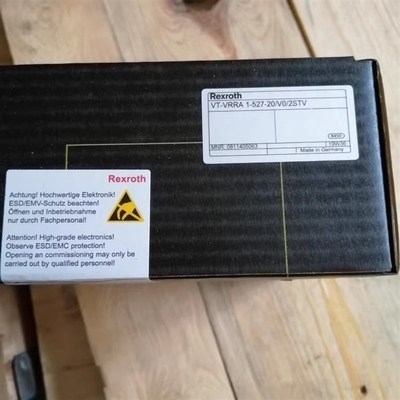 Rexroth
VT-VRRA 1-527-20/V0/2STV
MNR: 0811405063
19W36
Made in Germany
Rexroth
Achtung! Hochwertige Elektronik!
ESD/EMV-Schutz beachten!
Öffnen und Inbetriebnahme
nur durch Fachpersonal!
Attention! High-grade electronics!
Observe ESD/EMC protection!
Opening an commissioning may only be
carried out by qualified personnel!